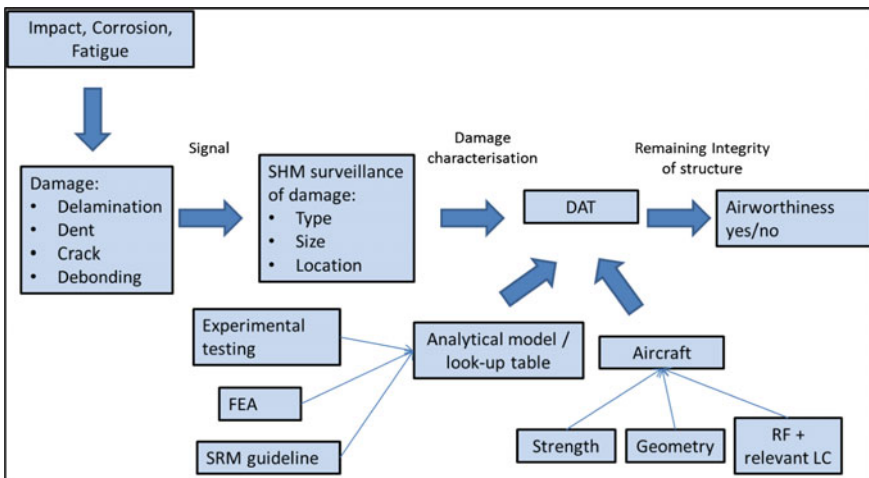 Impact, Corrosion,
Fatigue
Signal
Damage
characterisation
Remaining Integrity
of structure
Damage:
• Delamination
• Dent
• Crack
• Debonding
SHM surveillance
of damage:
• Type
• Size
• Location
DAT
Airworthiness
yes/no
Experimental
testing
FEA
SRM guideline
Analytical model /
look-up table
Aircraft
Strength
Geometry
RF +
relevant LC